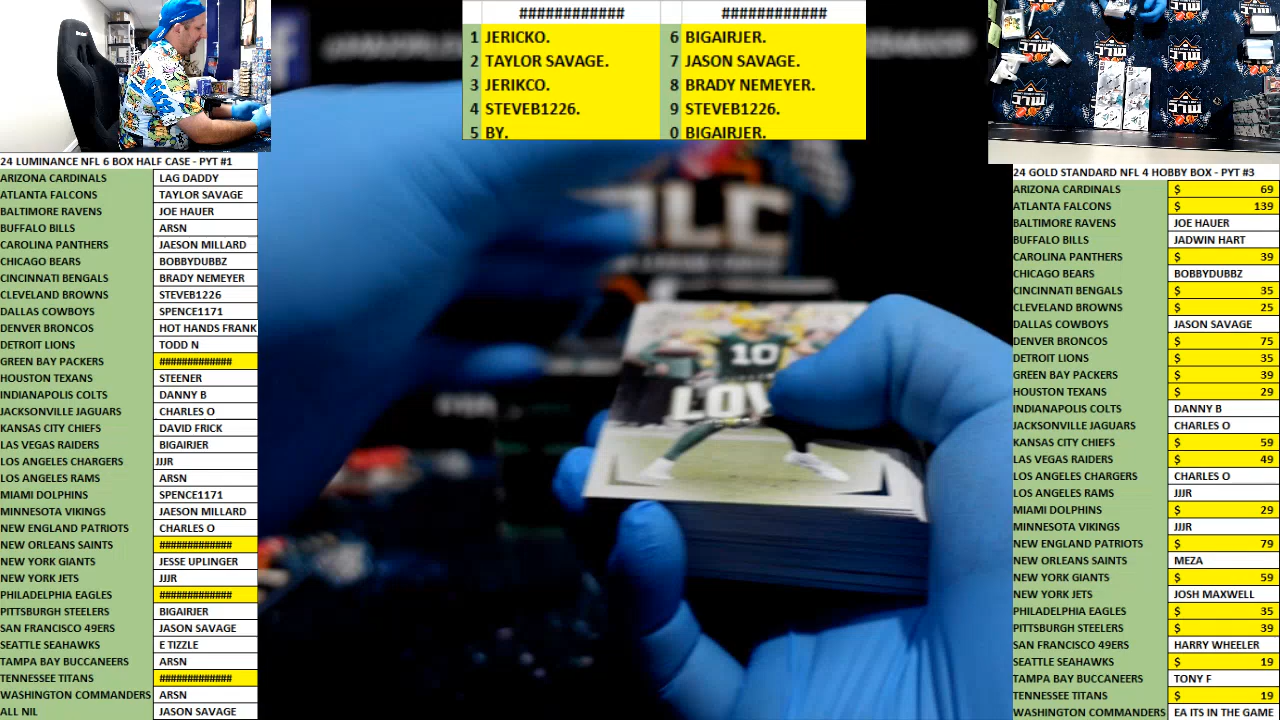 ############ ############
1 JERICKO. 6 BIGAIRJER.
2 TAYLOR SAVAGE. 7 JASON SAVAGE.
3 JERIKCO. 8 BRADY NEMEYER.
4 STEVEB1226. 9 STEVEB1226.
5 BY. 0 BIGAIRJER.
24 LUMINANCE NFL 6 BOX HALF CASE - PYT #1
ARIZONA CARDINALS LAG DADDY
ATLANTA FALCONS TAYLOR SAVAGE
BALTIMORE RAVENS JOE HAUER
BUFFALO BILLS ARSN
CAROLINA PANTHERS JAESON MILLARD
CHICAGO BEARS BOBBYDUBBZ
CINCINNATI BENGALS BRADY NEMEYER
CLEVELAND BROWNS STEVEB1226
DALLAS COWBOYS SPENCE1171
DENVER BRONCOS HOT HANDS FRANK
DETROIT LIONS TODD N
GREEN BAY PACKERS #############
HOUSTON TEXANS STEENER
INDIANAPOLIS COLTS DANNY B
JACKSONVILLE JAGUARS CHARLES O
KANSAS CITY CHIEFS DAVID FRICK
LAS VEGAS RAIDERS BIGAIRJER
LOS ANGELES CHARGERS JJJR
LOS ANGELES RAMS ARSN
MIAMI DOLPHINS SPENCE1171
MINNESOTA VIKINGS JAESON MILLARD
NEW ENGLAND PATRIOTS CHARLES O
NEW ORLEANS SAINTS #############
NEW YORK GIANTS JESSE UPLINGER
NEW YORK JETS JJJR
PHILADELPHIA EAGLES #############
PITTSBURGH STEELERS BIGAIRJER
SAN FRANCISCO 49ERS JASON SAVAGE
SEATTLE SEAHAWKS E TIZZLE
TAMPA BAY BUCCANEERS ARSN
TENNESSEE TITANS #############
WASHINGTON COMMANDERS ARSN
ALL NIL JASON SAVAGE
10
24 GOLD STANDARD NFL 4 HOBBY BOX - PYT #3
ARIZONA CARDINALS $ 69
ATLANTA FALCONS $ 139
BALTIMORE RAVENS JOE HAUER
BUFFALO BILLS JADWIN HART
CAROLINA PANTHERS $ 39
CHICAGO BEARS BOBBYDUBBZ
CINCINNATI BENGALS $ 35
CLEVELAND BROWNS $ 25
DALLAS COWBOYS JASON SAVAGE
DENVER BRONCOS $ 75
DETROIT LIONS $ 35
GREEN BAY PACKERS $ 39
HOUSTON TEXANS $ 29
INDIANAPOLIS COLTS DANNY B
JACKSONVILLE JAGUARS CHARLES O
KANSAS CITY CHIEFS $ 59
LAS VEGAS RAIDERS $ 49
LOS ANGELES CHARGERS CHARLES O
LOS ANGELES RAMS JJJR
MIAMI DOLPHINS $ 29
MINNESOTA VIKINGS JJJR
NEW ENGLAND PATRIOTS $ 79
NEW ORLEANS SAINTS MEZA
NEW YORK GIANTS $ 59
NEW YORK JETS JOSH MAXWELL
PHILADELPHIA EAGLES $ 35
PITTSBURGH STEELERS $ 39
SAN FRANCISCO 49ERS HARRY WHEELER
SEATTLE SEAHAWKS $ 19
TAMPA BAY BUCCANEERS TONY F
TENNESSEE TITANS $ 19
WASHINGTON COMMANDERS EA ITS IN THE GAME